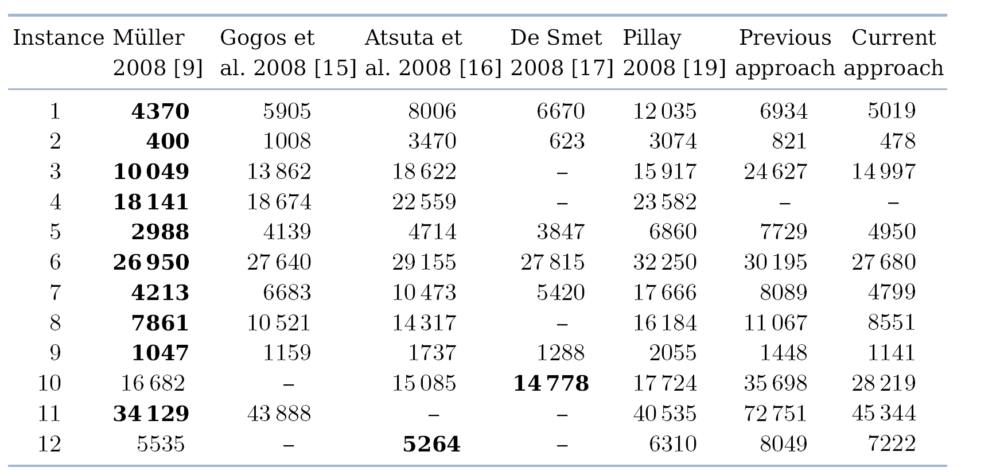 Instance Müller Gogos et Atsuta et De Smet Pillay Previous Current
2008 [9] al. 2008 [15] al. 2008 [16] 2008 [17] 2008 [19] approach approach
1 4370 5905 8006 6670 12 035 6934 5019
2 400 1008 3470 623 3074 821 478
3 10 049 13 862 18 622 – 15 917 24 627 14 997
4 18 141 18 674 22 559 – 23 582 – –
5 2988 4139 4714 3847 6860 7729 4950
6 26 950 27 640 29 155 27 815 32 250 30 195 27 680
7 4213 6683 10 473 5420 17 666 8089 4799
8 7861 10 521 14 317 – 16 184 11 067 8551
9 1047 1159 1737 1288 2055 1448 1141
10 16 682 – 15 085 14 778 17 724 35 698 28 219
11 34 129 43 888 – – 40 535 72 751 45 344
12 5535 – 5264 – 6310 8049 7222